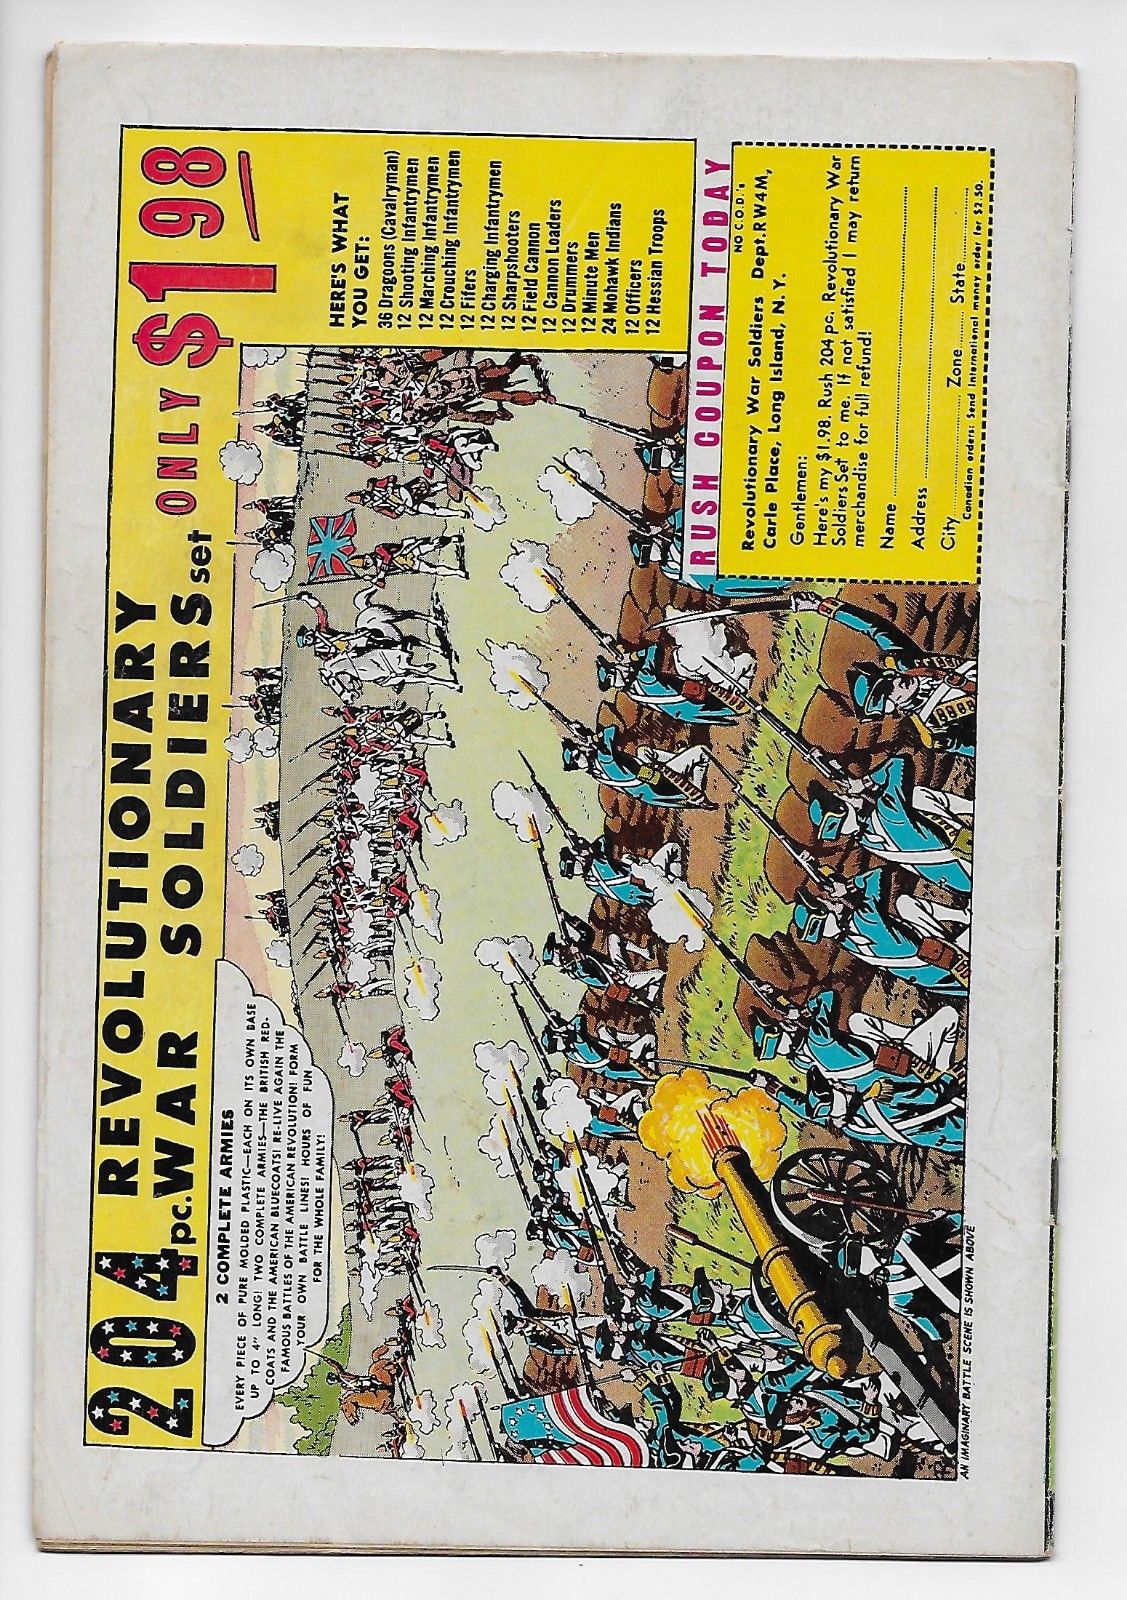 204 REVOLUTIONARY
pc. WAR SOLDIERS set ONLY $1 98
2 COMPLETE ARMIES
EVERY PIECE OF PURE MOLDED PLASTIC—EACH ON ITS OWN BASE
UP TO 4" LONG! TWO COMPLETE ARMIES—THE BRITISH RED-
COATS AND THE AMERICAN BLUECOATS! RE-LIVE AGAIN THE
FAMOUS BATTLES OF THE AMERICAN REVOLUTION! FORM
YOUR OWN BATTLE LINES! HOURS OF FUN
FOR THE WHOLE FAMILY!
HERE'S WHAT
YOU GET:
36 Dragons (Cavalryman)
12 Shooting Infantrymen
12 Marching Infantrymen
12 Crouching Infantrymen
12 Fifers
12 Charging Infantrymen
12 Sharpshooters
12 Field Cannon
12 Cannon Loaders
12 Drummers
12 Minute Men
24 Mohawk Indians
12 Officers
12 Hessian Troops
RUSH COUPON TODAY
NO C.O.D.'s
Revolutionary War Soldiers Dept. RW4M,
Carle Place, Long Island, N. Y.
Gentlemen:
Here's my $1.98 Rush 204 pc. Revolutionary War
Soldiers Set to me. If not satisfied I may return
merchandise for full refund!
Name
Address
City Zone State
Canadian orders: Send International money order for $2.50.
AN IMAGINARY BATTLE SCENE IS SHOWN ABOVE